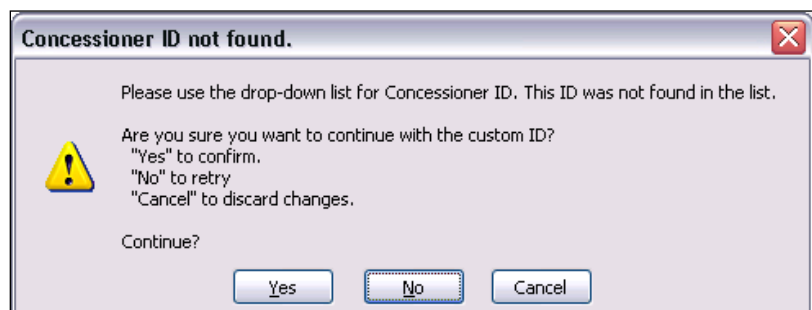 Concessioner ID not found.
Please use the drop-down list for Concessioner ID. This ID was not found in the list.
Are you sure you want to continue with the custom ID?
"Yes" to confirm.
"No" to retry
"Cancel" to discard changes.
Continue?
Yes No Cancel